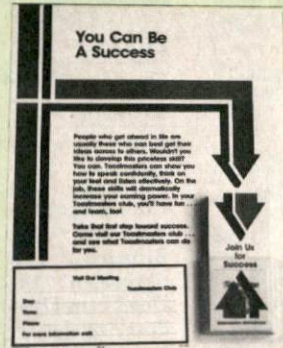 You Can Be
A Success
People who get ahead in life are
usually those who can best get their
ideas across to others. Wouldn't you
like to develop this priceless skill?
You can. Toastmasters can show you
how to speak confidently, think on
your feet and listen effectively. On the
job, these skills will dramatically
increase your earning power. In your
Toastmasters club, you'll have fun . . .
and learn, too!
Take that first step toward success.
Come visit our Toastmasters club . . .
and see what Toastmasters can do
for you.
Join Us
for
Success
Visit Our Meeting
Toastmasters Club
Day
Time
Place
For more information call: